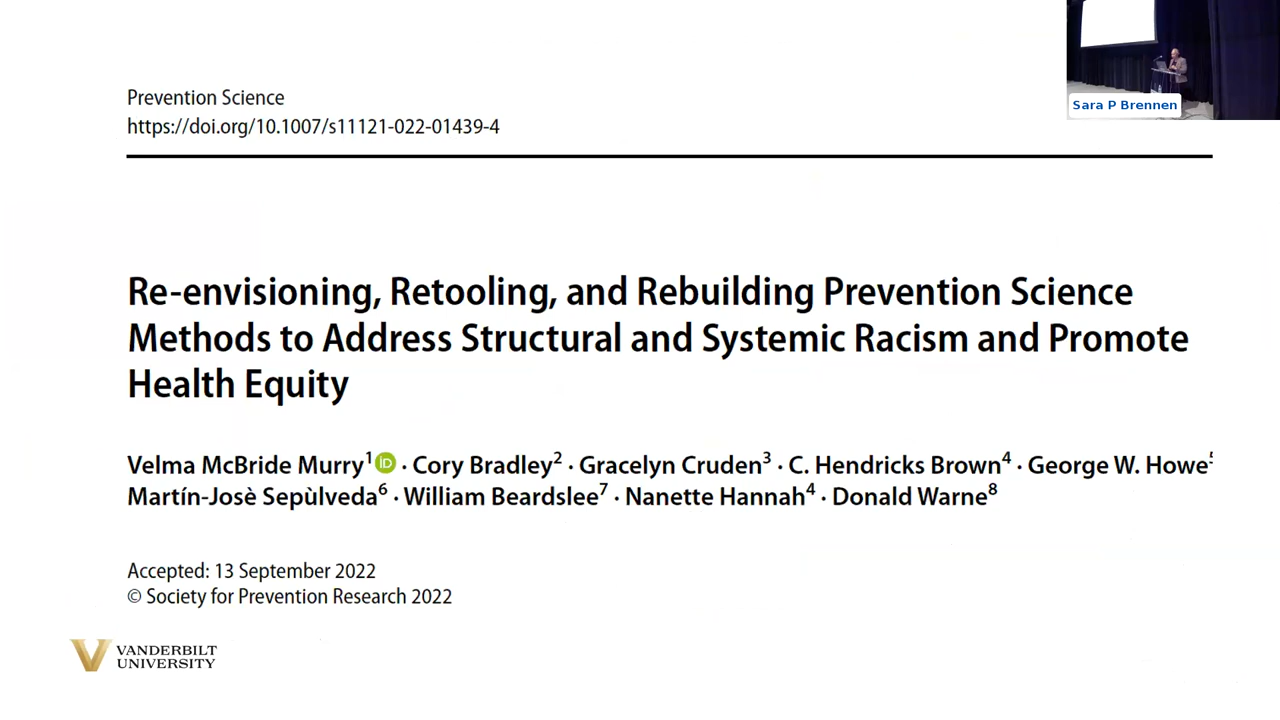 Prevention Science
https://doi.org/10.1007/s11121-022-01439-4
Sara P Brennen
Re-envisioning, Retooling, and Rebuilding Prevention Science
Methods to Address Structural and Systemic Racism and Promote
Health Equity
Velma McBride Murry1 iD · Cory Bradley2 · Gracelyn Cruden3 · C. Hendricks Brown4 · George W. Howe5
Martín-Josè Sepùlveda6 · William Beardslee7 · Nanette Hannah4 · Donald Warne8
Accepted: 13 September 2022
© Society for Prevention Research 2022
VANDERBILT
UNIVERSITY